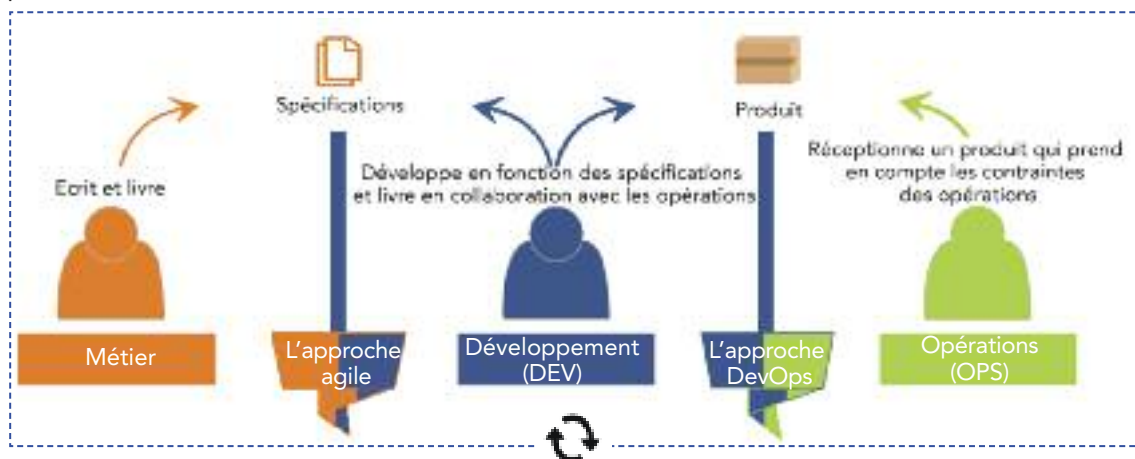 Spécifications
Produit
Ecrit et livre
Développe en fonction des spécifications
et livre en collaboration avec les opérations
Réceptionne un produit qui prend
en compte les contraintes
des opérations
Métier
L'approche
agile
Développement
(DEV)
L'approche
DevOps
Opérations
(OPS)